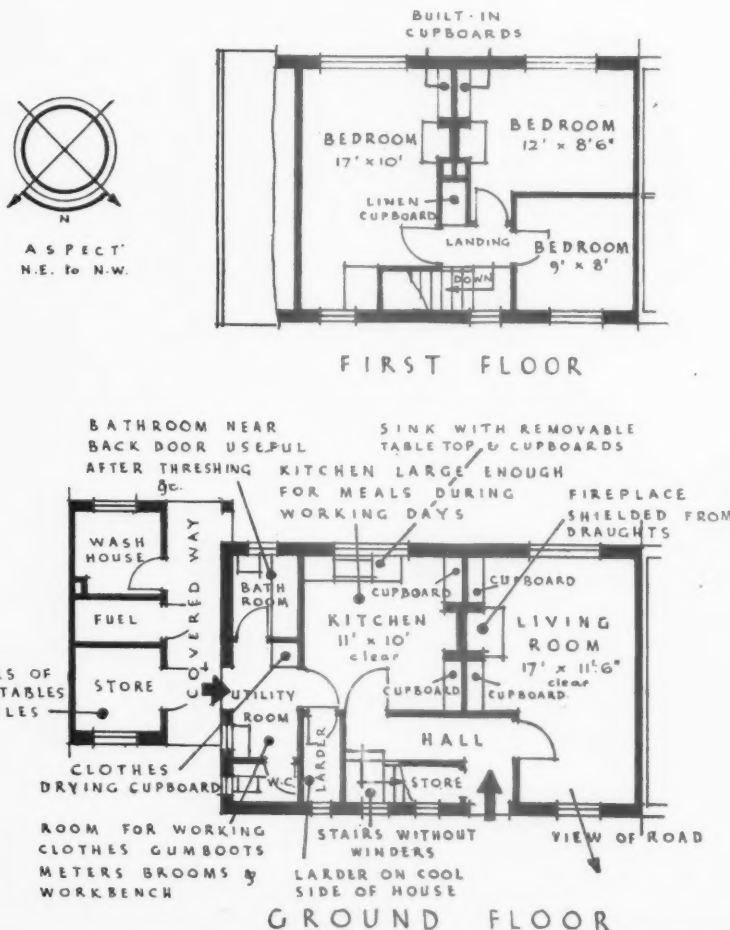 BUILT-IN
CUPBOARDS
N
ASPECT
N.E. to N.W.
BEDROOM
17' x 10'
BEDROOM
12' x 8'6"
LINEN
CUPBOARD
LANDING
BEDROOM
9' x 8'
DOWN
FIRST FLOOR
BATHROOM NEAR
BACK DOOR USEFUL
AFTER THRESHING
&c.
SINK WITH REMOVABLE
TABLE TOP & CUPBOARDS
KITCHEN LARGE ENOUGH
FOR MEALS DURING
WORKING DAYS
FIREPLACE
SHIELDED FROM
DRAUGHTS
WASH
HOUSE
FUEL
STORE
COVERED WAY
BATH
ROOM
KITCHEN
11' x 10'
clear
CUPBOARD
CUPBOARD
LIVING
ROOM
17' x 11'-6"
clear
CUPBOARD
CUPBOARD
UTILITY
ROOM
W.C.
LARDER
HALL
STORE
S OF
TABLES
LES
CLOTHES
DRYING CUPBOARD
ROOM FOR WORKING
CLOTHES GUMBOOTS
METERS BROOMS &
WORKBENCH
STAIRS WITHOUT
WINDERS
LARDER ON COOL
SIDE OF HOUSE
VIEW OF ROAD
GROUND FLOOR